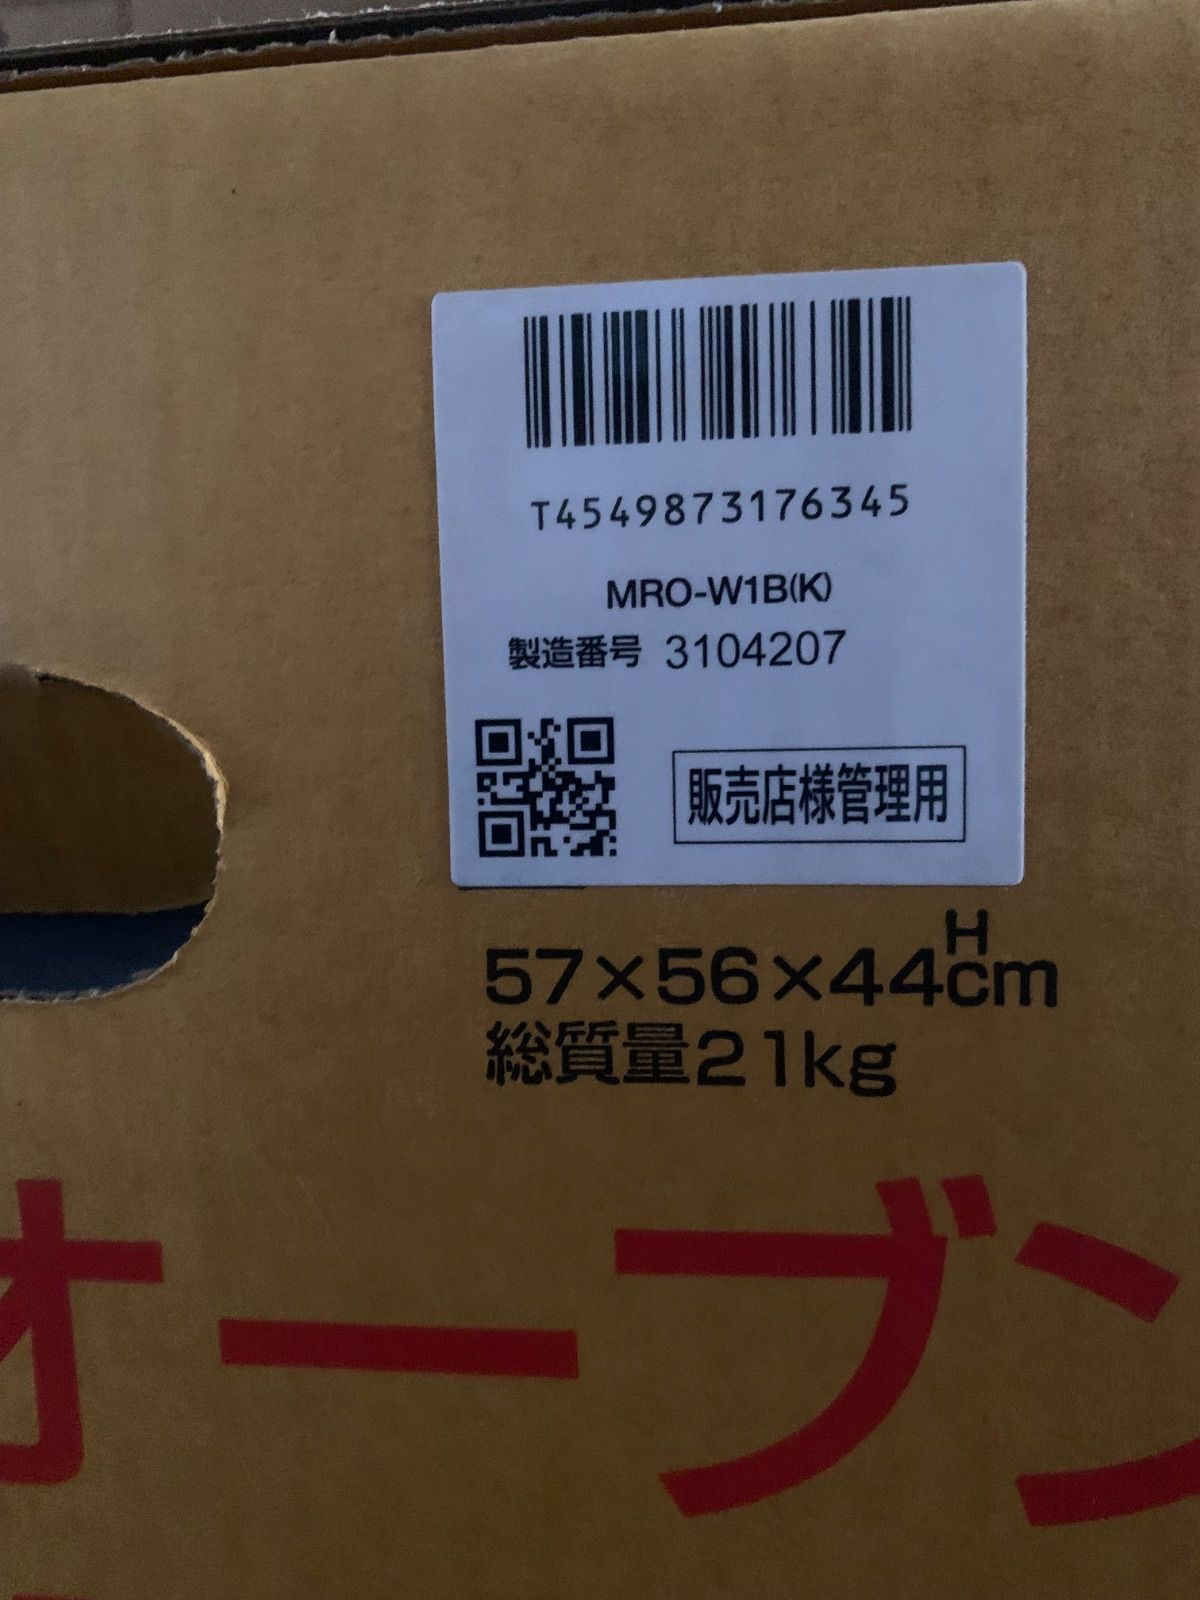 T4549873176345
MRO-W1B(K)
製造番号 3104207
販売店様管理用
57×56×44Hcm
総質量21kg
オーブン